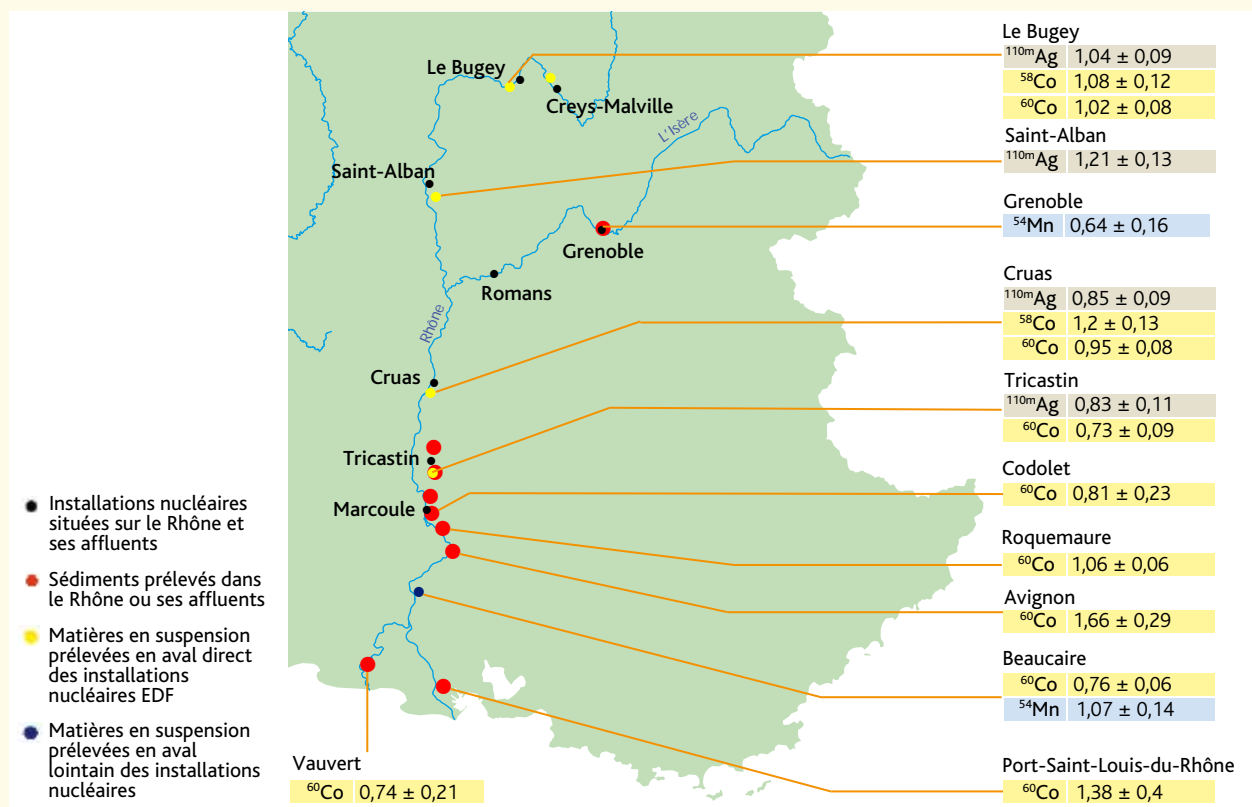 Le Bugey
Creys-Malville
L'Isère
Saint-Alban
Grenoble
Romans
Rhône
Cruas
Tricastin
Marcoule
Installations nucléaires
situées sur le Rhône et
ses affluents
Sédiments prélevés dans
le Rhône ou ses affluents
Matières en suspension
prélevées en aval direct
des installations
nucléaires EDF
Matières en suspension
prélevées en aval
lointain des installations
nucléaires
Vauvert
⁶⁰Co 0,74 ± 0,21
Le Bugey
¹¹⁰ᵐAg 1,04 ± 0,09
⁵⁸Co 1,08 ± 0,12
⁶⁰Co 1,02 ± 0,08
Saint-Alban
¹¹⁰ᵐAg 1,21 ± 0,13
Grenoble
⁵⁴Mn 0,64 ± 0,16
Cruas
¹¹⁰ᵐAg 0,85 ± 0,09
⁵⁸Co 1,2 ± 0,13
⁶⁰Co 0,95 ± 0,08
Tricastin
¹¹⁰ᵐAg 0,83 ± 0,11
⁶⁰Co 0,73 ± 0,09
Codolet
⁶⁰Co 0,81 ± 0,23
Roquemaure
⁶⁰Co 1,06 ± 0,06
Avignon
⁶⁰Co 1,66 ± 0,29
Beaucaire
⁶⁰Co 0,76 ± 0,06
⁵⁴Mn 1,07 ± 0,14
Port-Saint-Louis-du-Rhône
⁶⁰Co 1,38 ± 0,4